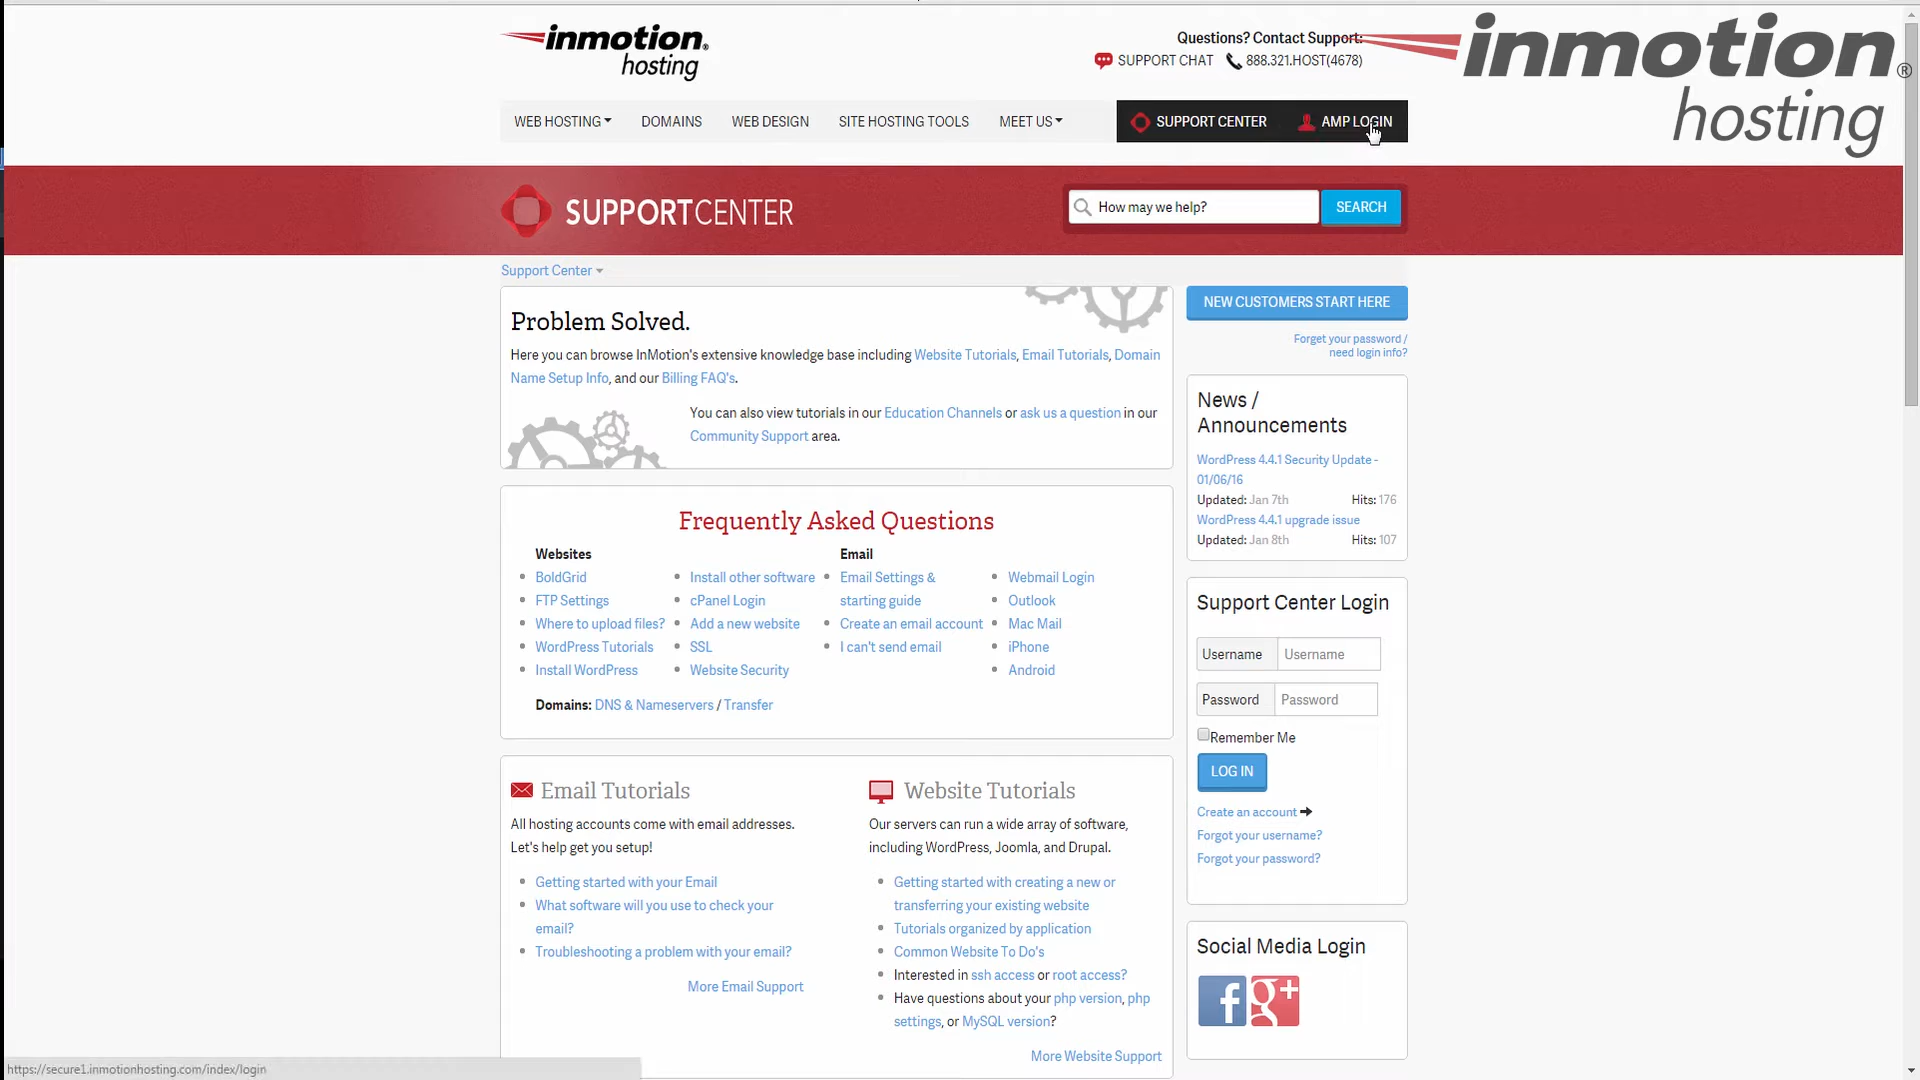 inmotion
hosting
Questions? Contact Support:
SUPPORT CHAT 888.321.HOST(4678)
inmotion®
hosting
WEB HOSTING DOMAINS WEB DESIGN SITE HOSTING TOOLS MEET US SUPPORT CENTER AMP LOGIN
SUPPORTCENTER
How may we help? SEARCH
Support Center
Problem Solved.
Here you can browse InMotion's extensive knowledge base including Website Tutorials, Email Tutorials, Domain
Name Setup Info, and our Billing FAQ's.
You can also view tutorials in our Education Channels or ask us a question in our
Community Support area.
NEW CUSTOMERS START HERE
Forget your password /
need login info?
News /
Announcements
WordPress 4.4.1 Security Update -
01/06/16
Updated: Jan 7th Hits: 176
WordPress 4.4.1 upgrade issue
Updated: Jan 8th Hits: 107
Frequently Asked Questions
Websites
BoldGrid
FTP Settings
Where to upload files?
WordPress Tutorials
Install WordPress
Install other software
cPanel Login
Add a new website
SSL
Website Security
Email
Email Settings &
starting guide
Create an email account
I can't send email
Webmail Login
Outlook
Mac Mail
iPhone
Android
Domains: DNS & Nameservers / Transfer
Support Center Login
Username Username
Password Password
Remember Me
LOG IN
Create an account
Forgot your username?
Forgot your password?
Email Tutorials
All hosting accounts come with email addresses.
Let's help get you setup!
Getting started with your Email
What software will you use to check your
email?
Troubleshooting a problem with your email?
More Email Support
Website Tutorials
Our servers can run a wide array of software,
including WordPress, Joomla, and Drupal.
Getting started with creating a new or
transferring your existing website
Tutorials organized by application
Common Website To Do's
Interested in ssh access or root access?
Have questions about your php version, php
settings, or MySQL version?
More Website Support
Social Media Login
f g+
https://secure1.inmotionhosting.com/index/login